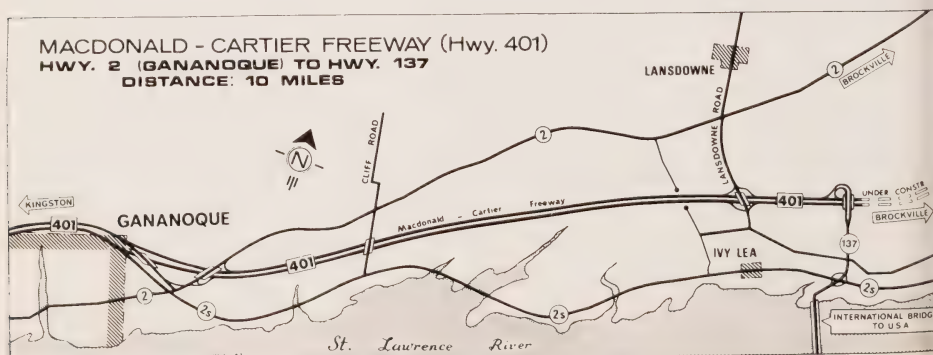 MACDONALD - CARTIER FREEWAY (Hwy. 401)
HWY. 2 (GANANOQUE) TO HWY. 137
DISTANCE: 10 MILES
LANSDOWNE
2
BROCKVILLE
CLIFF ROAD
LANSDOWNE ROAD
2
N
KINGSTON
401
GANANOQUE
Macdonald - Cartier Freeway
401
UNDER CONSTR
BROCKVILLE
401
137
IVY LEA
2
2s
2s
2s
INTERNATIONAL BRIDG
TO USA
St. Lawrence River